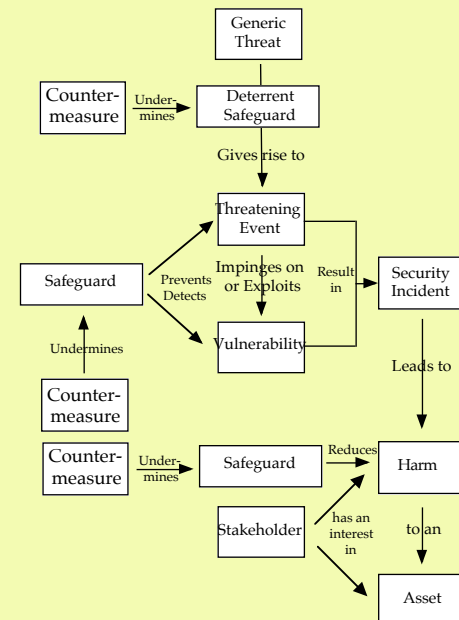 Generic
Threat
Counter-
measure
Under-
mines
Deterrent
Safeguard
Gives rise to
Threatening
Event
Safeguard
Prevents
Detects
Impinges on
or Exploits
Result
in
Security
Incident
Vulnerability
Undermines
Leads to
Counter-
measure
Counter-
measure
Under-
mines
Safeguard
Reduces
Harm
Stakeholder
has an
interest
in
to an
Asset